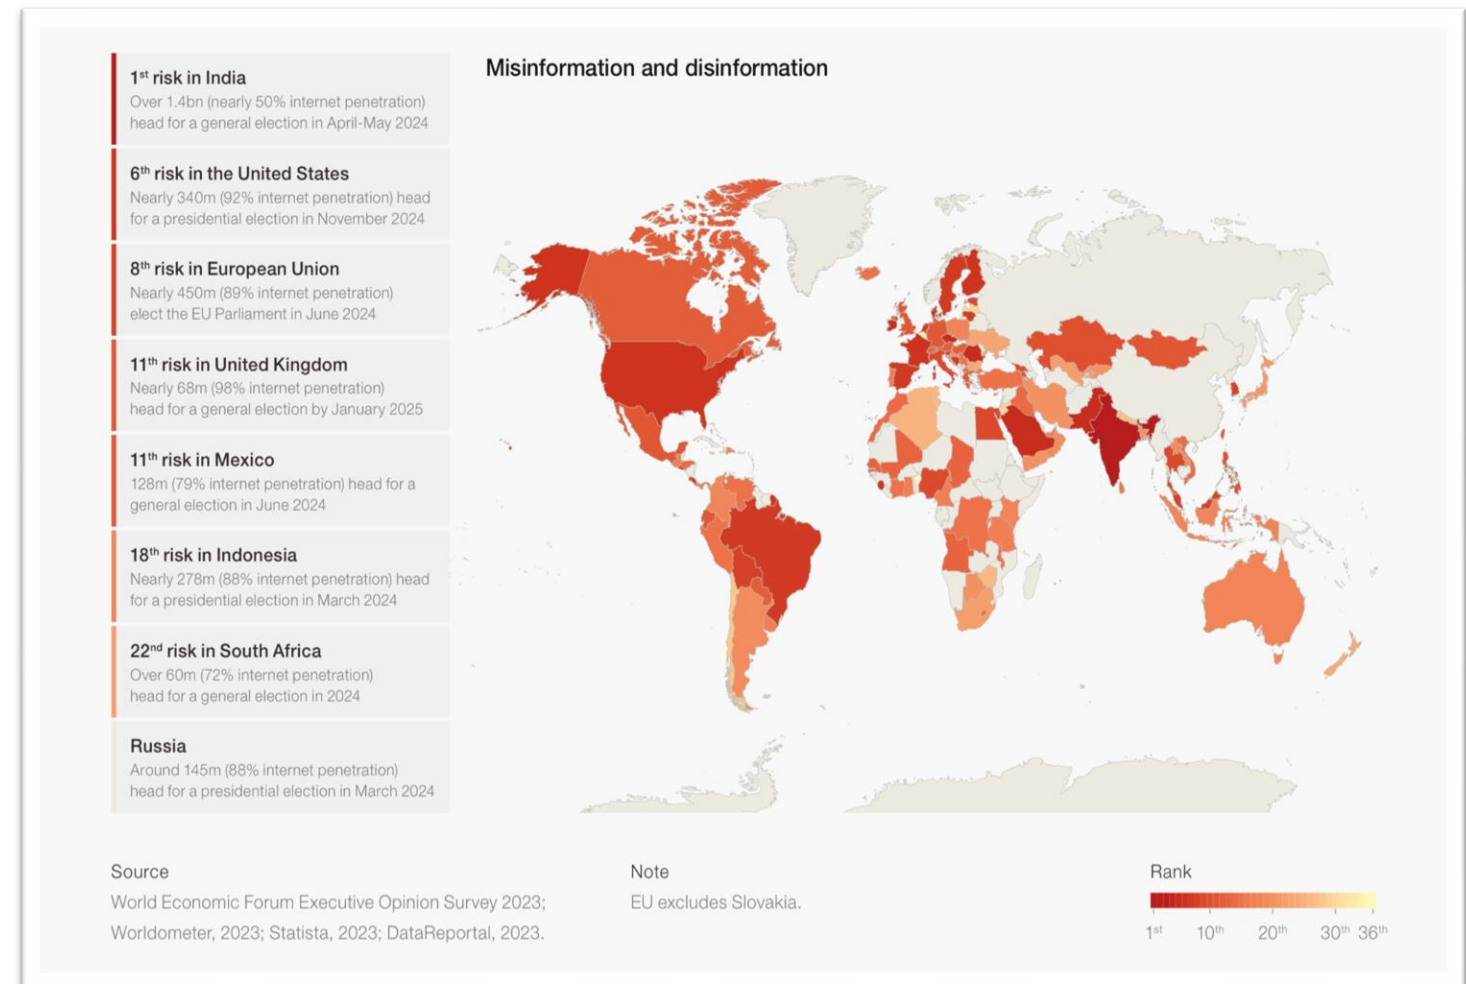 Misinformation and disinformation
1st risk in India
Over 1.4bn (nearly 50% internet penetration)
head for a general election in April-May 2024
6th risk in the United States
Nearly 340m (92% internet penetration) head
for a presidential election in November 2024
8th risk in European Union
Nearly 450m (89% internet penetration)
elect the EU Parliament in June 2024
11th risk in United Kingdom
Nearly 68m (98% internet penetration)
head for a general election by January 2025
11th risk in Mexico
128m (79% internet penetration) head for a
general election in June 2024
18th risk in Indonesia
Nearly 278m (88% internet penetration) head
for a presidential election in March 2024
22nd risk in South Africa
Over 60m (72% internet penetration)
head for a general election in 2024
Russia
Around 145m (88% internet penetration)
head for a presidential election in March 2024
Source
World Economic Forum Executive Opinion Survey 2023;
Worldometer, 2023; Statista, 2023; DataReportal, 2023.
Note
EU excludes Slovakia.
Rank
1st 10th 20th 30th 36th